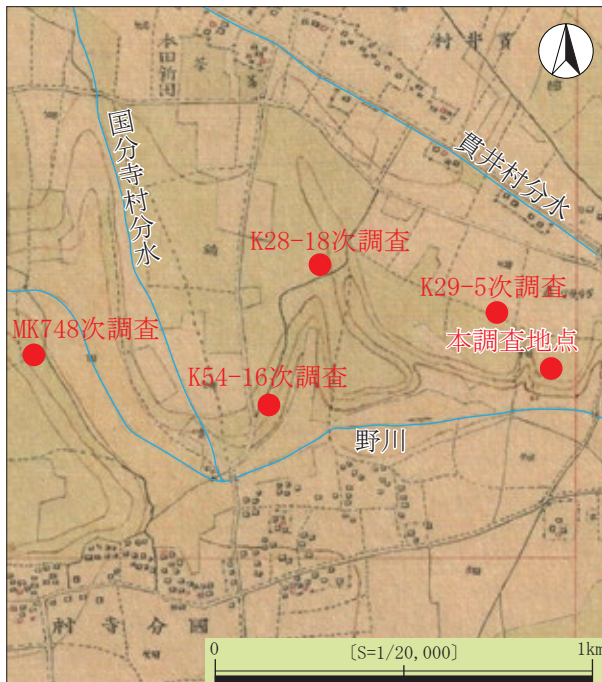 貫井村
本田新田
国分寺村分水
貫井村分水
K28-18次調査
K29-5次調査
MK748次調査
本調査地点
K54-16次調査
野川
村寺分國
0 [S=1/20,000] 1km